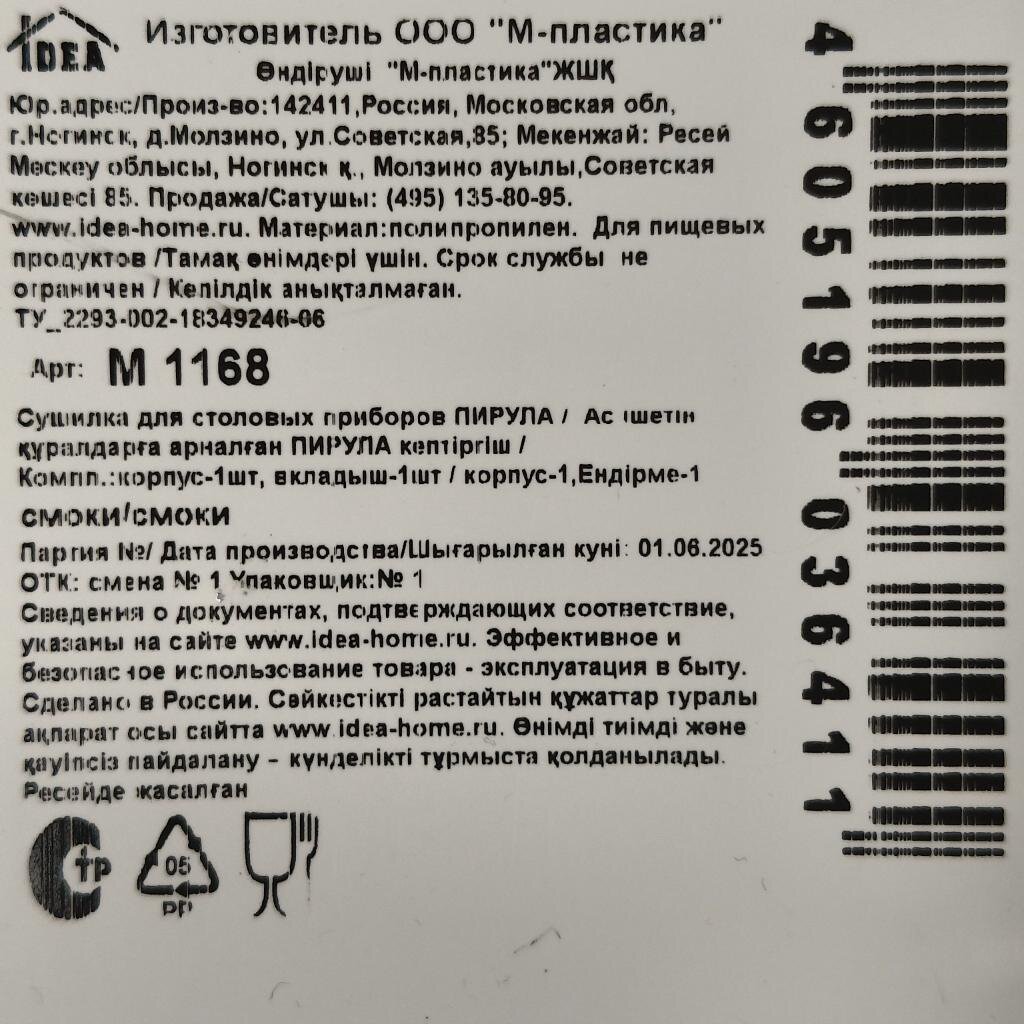 IDEA
Изготовитель ООО "М-пластика"
Өндіруші "М-пластика"ЖШҚ
Юр.адрес/Произ-во:142411,Россия, Московская обл,
г.Ногинск, д.Молзино, ул.Советская,85; Мекенжай: Ресей
Мәскеу облысы, Ногинск қ., Молзино ауылы,Советская
көшесі 85. Продажа/Сатушы: (495) 135-80-95.
www.idea-home.ru. Материал:полипропилен. Для пищевых
продуктов /Тамақ өнімдері үшін. Срок службы не
ограничен / Кепілдік анықталмаған.
ТУ_2293-002-18349246-06
Арт: М 1168
Сушилка для столовых приборов ПИРУЛА / Ас ішетін
құралдарға арналған ПИРУЛА кептіргіш /
Компл.:корпус-1шт, вкладыш-1шт / корпус-1,Ендірме-1
смоки/смоки
Партия №/ Дата производства/Шығарылған күні: 01.06.2025
ОТК: смена № 1 Упаковщик:№ 1
Сведения о документах, подтверждающих соответствие,
указаны на сайте www.idea-home.ru. Эффективное и
безопасное использование товара - эксплуатация в быту.
Сделано в России. Сәйкестікті растайтын құжаттар туралы
ақпарат осы сайтта www.idea-home.ru. Өнімді тиімді және
қауіпсіз пайдалану – күнделікті тұрмыста қолданылады.
Ресейде жасалған
тр
05
PP
4 605196 036411